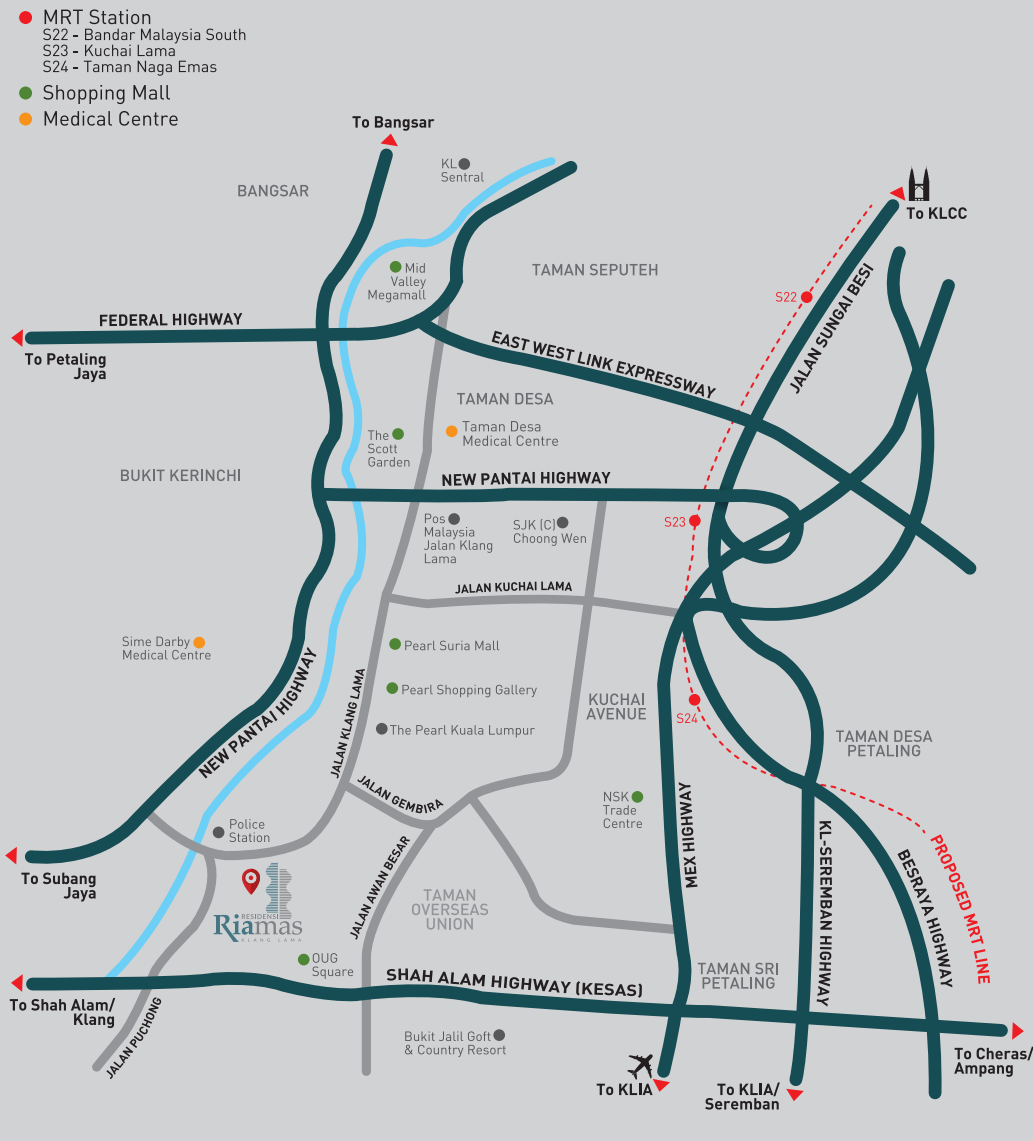 MRT Station
S22 - Bandar Malaysia South
S23 - Kuchai Lama
S24 - Taman Naga Emas
Shopping Mall
Medical Centre
To Bangsar
KL
Sentral
BANGSAR
To KLCC
Mid
Valley
Megamall
TAMAN SEPUTEH
S22
JALAN SUNGAI BESI
FEDERAL HIGHWAY
To Petaling
Jaya
EAST WEST LINK EXPRESSWAY
TAMAN DESA
The
Scott
Garden
Taman Desa
Medical Centre
BUKIT KERINCHI
NEW PANTAI HIGHWAY
Pos
Malaysia
Jalan Klang
Lama
SJK (C)
Choong Wen
S23
JALAN KUCHAI LAMA
Sime Darby
Medical Centre
Pearl Suria Mall
NEW PANTAI HIGHWAY
JALAN KLANG LAMA
Pearl Shopping Gallery
KUCHAI
AVENUE
S24
The Pearl Kuala Lumpur
TAMAN DESA
PETALING
JALAN GEMBIRA
NSK
Trade
Centre
MEX HIGHWAY
Police
Station
KL-SEREMBAN HIGHWAY
BESRAYA HIGHWAY
PROPOSED MRT LINE
To Subang
Jaya
JALAN AWAN BESAR
TAMAN
OVERSEAS
UNION
RESIDENSI
Riamas
KLANG LAMA
OUG
Square
SHAH ALAM HIGHWAY (KESAS)
TAMAN SRI
PETALING
To Shah Alam/
Klang
JALAN PUCHONG
Bukit Jalil Goft
& Country Resort
To Cheras/
Ampang
To KLIA
To KLIA/
Seremban